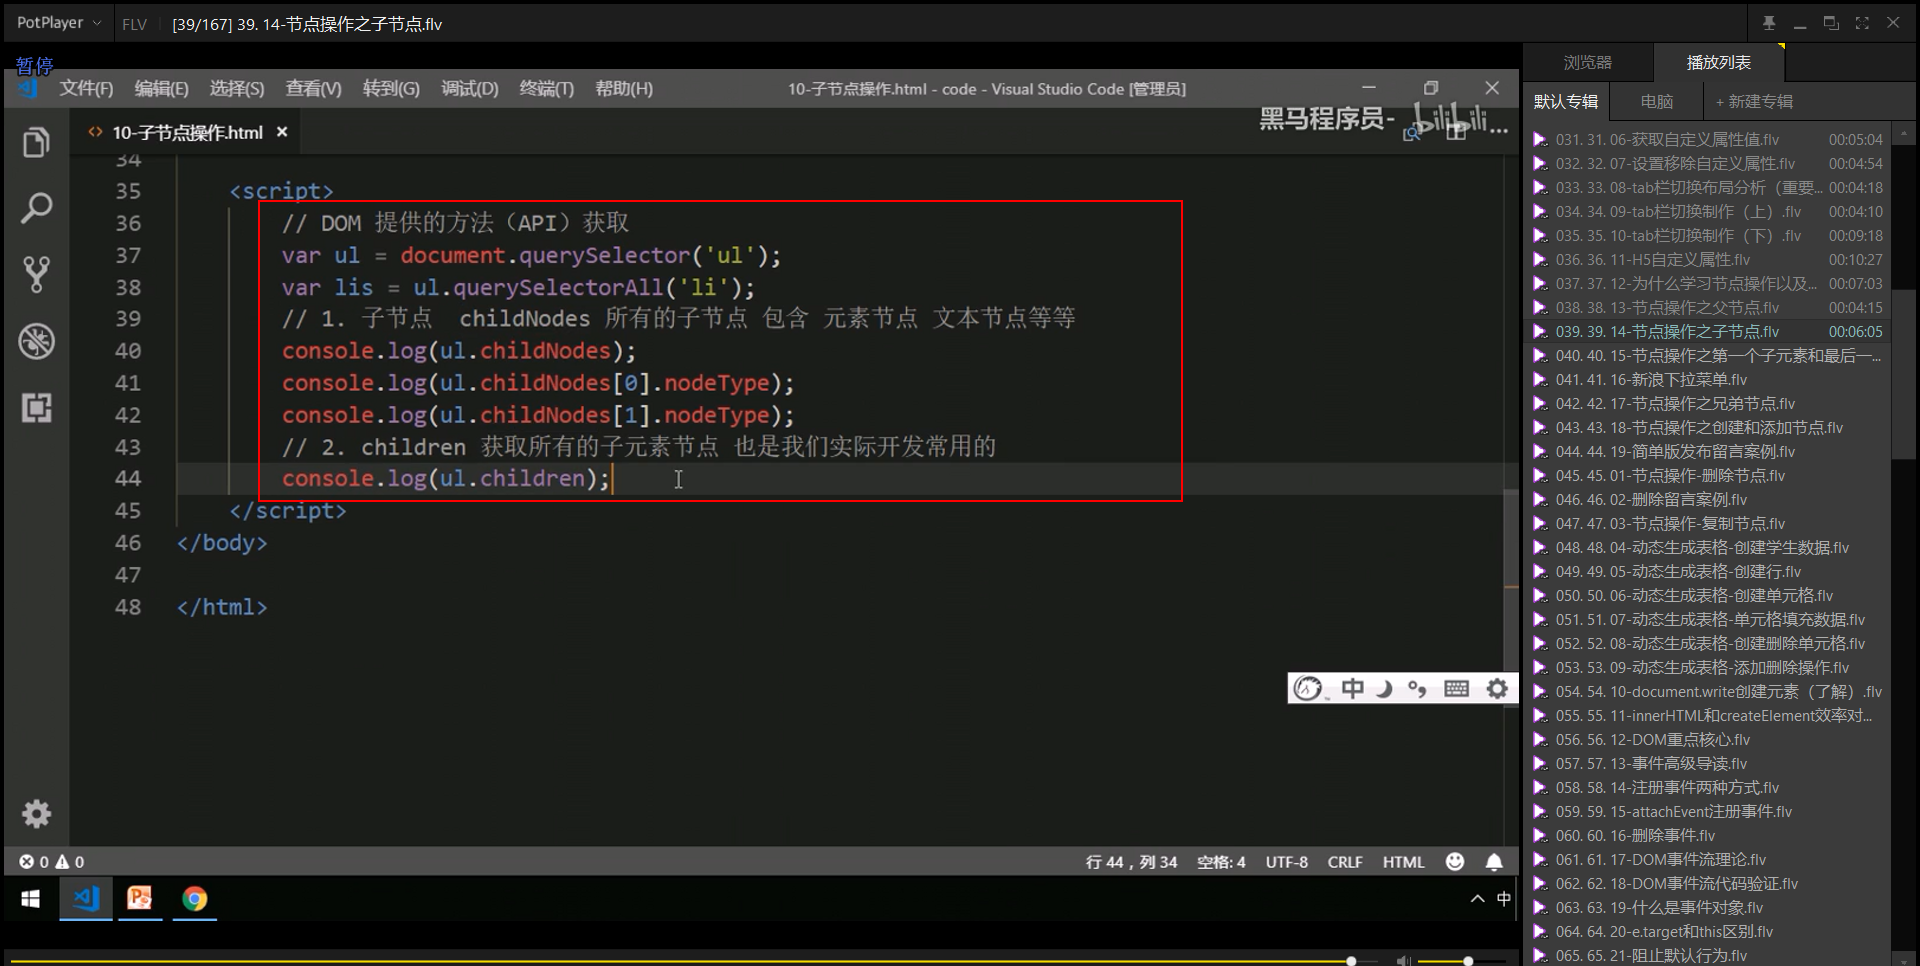 PotPlayer
FLV
[39/167] 39. 14-节点操作之子节点.flv
暂停
文件(F) 编辑(E) 选择(S) 查看(V) 转到(G) 调试(D) 终端(T) 帮助(H)
10-子节点操作.html - code - Visual Studio Code [管理员]
10-子节点操作.html
黑马程序员-
bilibili
34
35 <script>
36 // DOM 提供的方法（API）获取
37 var ul = document.querySelector('ul');
38 var lis = ul.querySelectorAll('li');
39 // 1. 子节点  childNodes 所有的子节点 包含 元素节点 文本节点等等
40 console.log(ul.childNodes);
41 console.log(ul.childNodes[0].nodeType);
42 console.log(ul.childNodes[1].nodeType);
43 // 2. children 获取所有的子元素节点 也是我们实际开发常用的
44 console.log(ul.children);
45 </script>
46 </body>
47
48 </html>
中
0 0
行 44，列 34 空格: 4 UTF-8 CRLF HTML
中
浏览器 播放列表
默认专辑 电脑 + 新建专辑
031. 31. 06-获取自定义属性值.flv 00:05:04
032. 32. 07-设置移除自定义属性.flv 00:04:54
033. 33. 08-tab栏切换布局分析（重要... 00:04:18
034. 34. 09-tab栏切换制作（上）.flv 00:04:10
035. 35. 10-tab栏切换制作（下）.flv 00:09:18
036. 36. 11-H5自定义属性.flv 00:10:27
037. 37. 12-为什么学习节点操作以及... 00:07:03
038. 38. 13-节点操作之父节点.flv 00:04:15
039. 39. 14-节点操作之子节点.flv 00:06:05
040. 40. 15-节点操作之第一个子元素和最后一...
041. 41. 16-新浪下拉菜单.flv
042. 42. 17-节点操作之兄弟节点.flv
043. 43. 18-节点操作之创建和添加节点.flv
044. 44. 19-简单版发布留言案例.flv
045. 45. 01-节点操作-删除节点.flv
046. 46. 02-删除留言案例.flv
047. 47. 03-节点操作-复制节点.flv
048. 48. 04-动态生成表格-创建学生数据.flv
049. 49. 05-动态生成表格-创建行.flv
050. 50. 06-动态生成表格-创建单元格.flv
051. 51. 07-动态生成表格-单元格填充数据.flv
052. 52. 08-动态生成表格-创建删除单元格.flv
053. 53. 09-动态生成表格-添加删除操作.flv
054. 54. 10-document.write创建元素（了解）.flv
055. 55. 11-innerHTML和createElement效率对...
056. 56. 12-DOM重点核心.flv
057. 57. 13-事件高级导读.flv
058. 58. 14-注册事件两种方式.flv
059. 59. 15-attachEvent注册事件.flv
060. 60. 16-删除事件.flv
061. 61. 17-DOM事件流理论.flv
062. 62. 18-DOM事件流代码验证.flv
063. 63. 19-什么是事件对象.flv
064. 64. 20-e.target和this区别.flv
065. 65. 21-阻止默认行为.flv